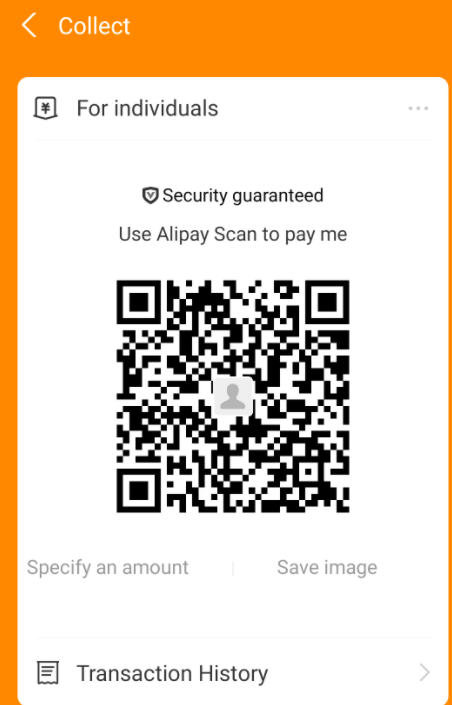 Collect
For individuals
Security guaranteed
Use Alipay Scan to pay me
Specify an amount
Save image
Transaction History